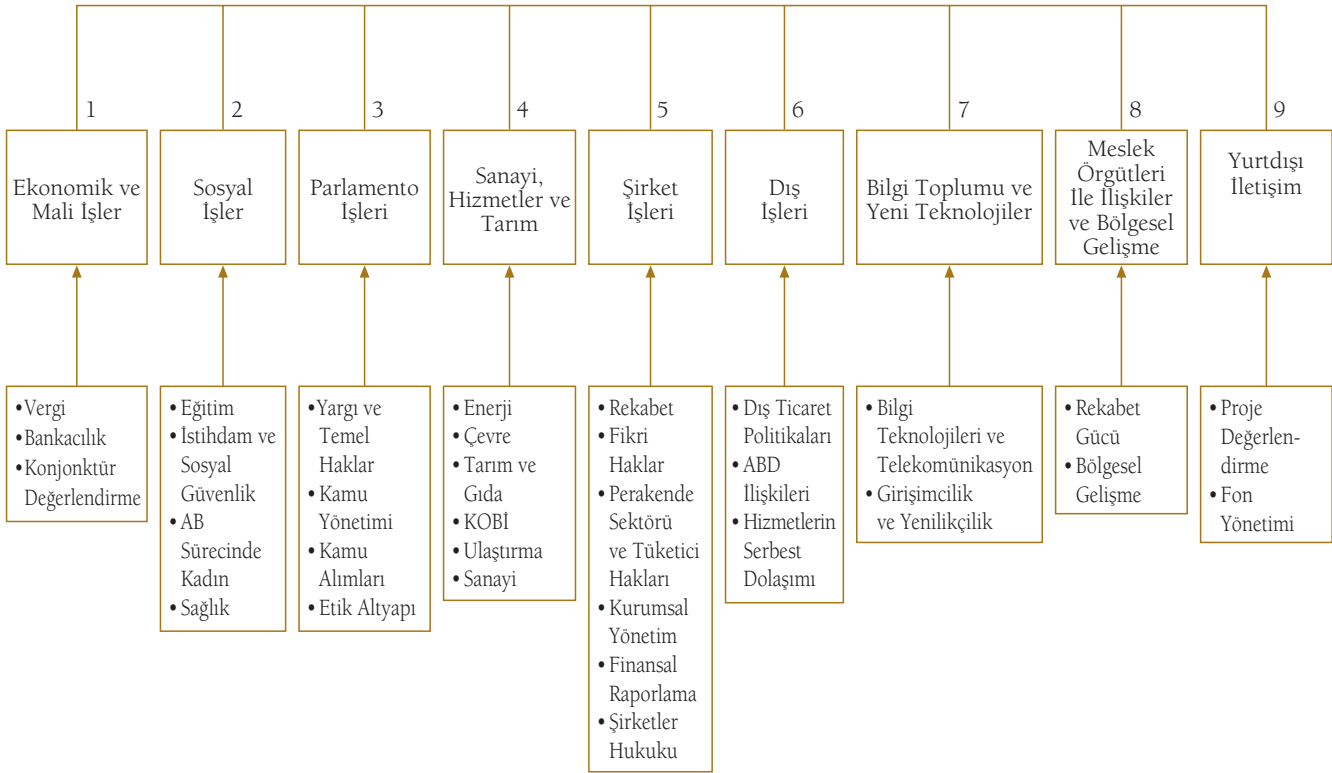 1
Ekonomik ve
Mali İşler
• Vergi
• Bankacılık
• Konjonktür
Değerlendirme
2
Sosyal
İşler
• Eğitim
• İstihdam ve
Sosyal
Güvenlik
• AB
Sürecinde
Kadın
• Sağlık
3
Parlamento
İşleri
• Yargı ve
Temel
Haklar
• Kamu
Yönetimi
• Kamu
Alımları
• Etik Altyapı
4
Sanayi,
Hizmetler ve
Tarım
• Enerji
• Çevre
• Tarım ve
Gıda
• KOBİ
• Ulaştırma
• Sanayi
5
Şirket
İşleri
• Rekabet
• Fikri
Haklar
• Perakende
Sektörü
ve Tüketici
Hakları
• Kurumsal
Yönetim
• Finansal
Raporlama
• Şirketler
Hukuku
6
Dış
İşleri
• Dış Ticaret
Politikaları
• ABD
İlişkileri
• Hizmetlerin
Serbest
Dolaşımı
7
Bilgi Toplumu ve
Yeni Teknolojiler
• Bilgi
Teknolojileri ve
Telekomünikasyon
• Girişimcilik
ve Yenilikçilik
8
Meslek
Örgütleri
İle İlişkiler
ve Bölgesel
Gelişme
• Rekabet
Gücü
• Bölgesel
Gelişme
9
Yurtdışı
İletişim
• Proje
Değerlen-
dirme
• Fon
Yönetimi